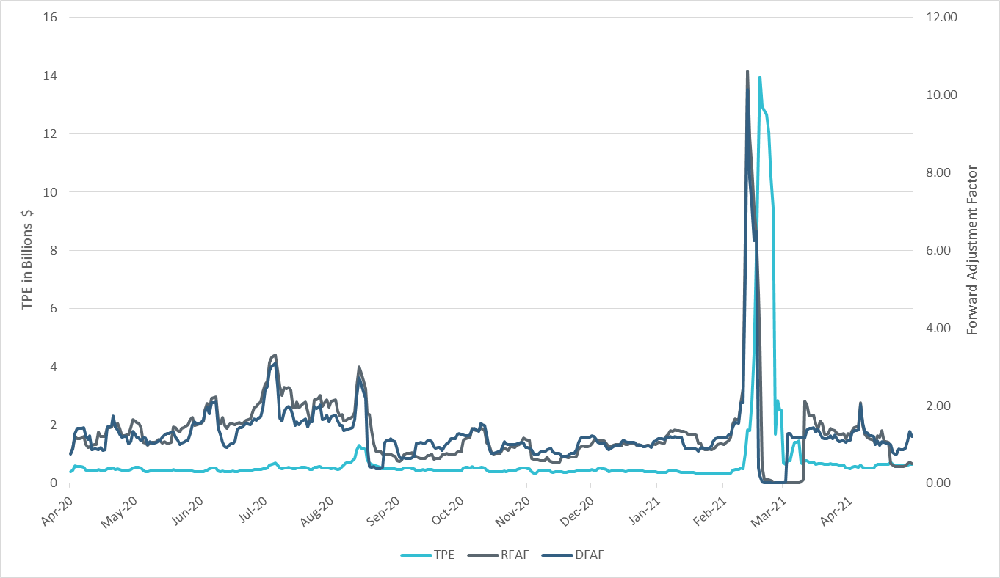 16
14
12
10
8
6
4
2
0
TPE in Billions $
12.00
10.00
8.00
6.00
4.00
2.00
0.00
Forward Adjustment Factor
Apr-20
May-20
Jun-20
Jul-20
Aug-20
Sep-20
Oct-20
Nov-20
Dec-20
Jan-21
Feb-21
Mar-21
Apr-21
TPE RFAF DFAF